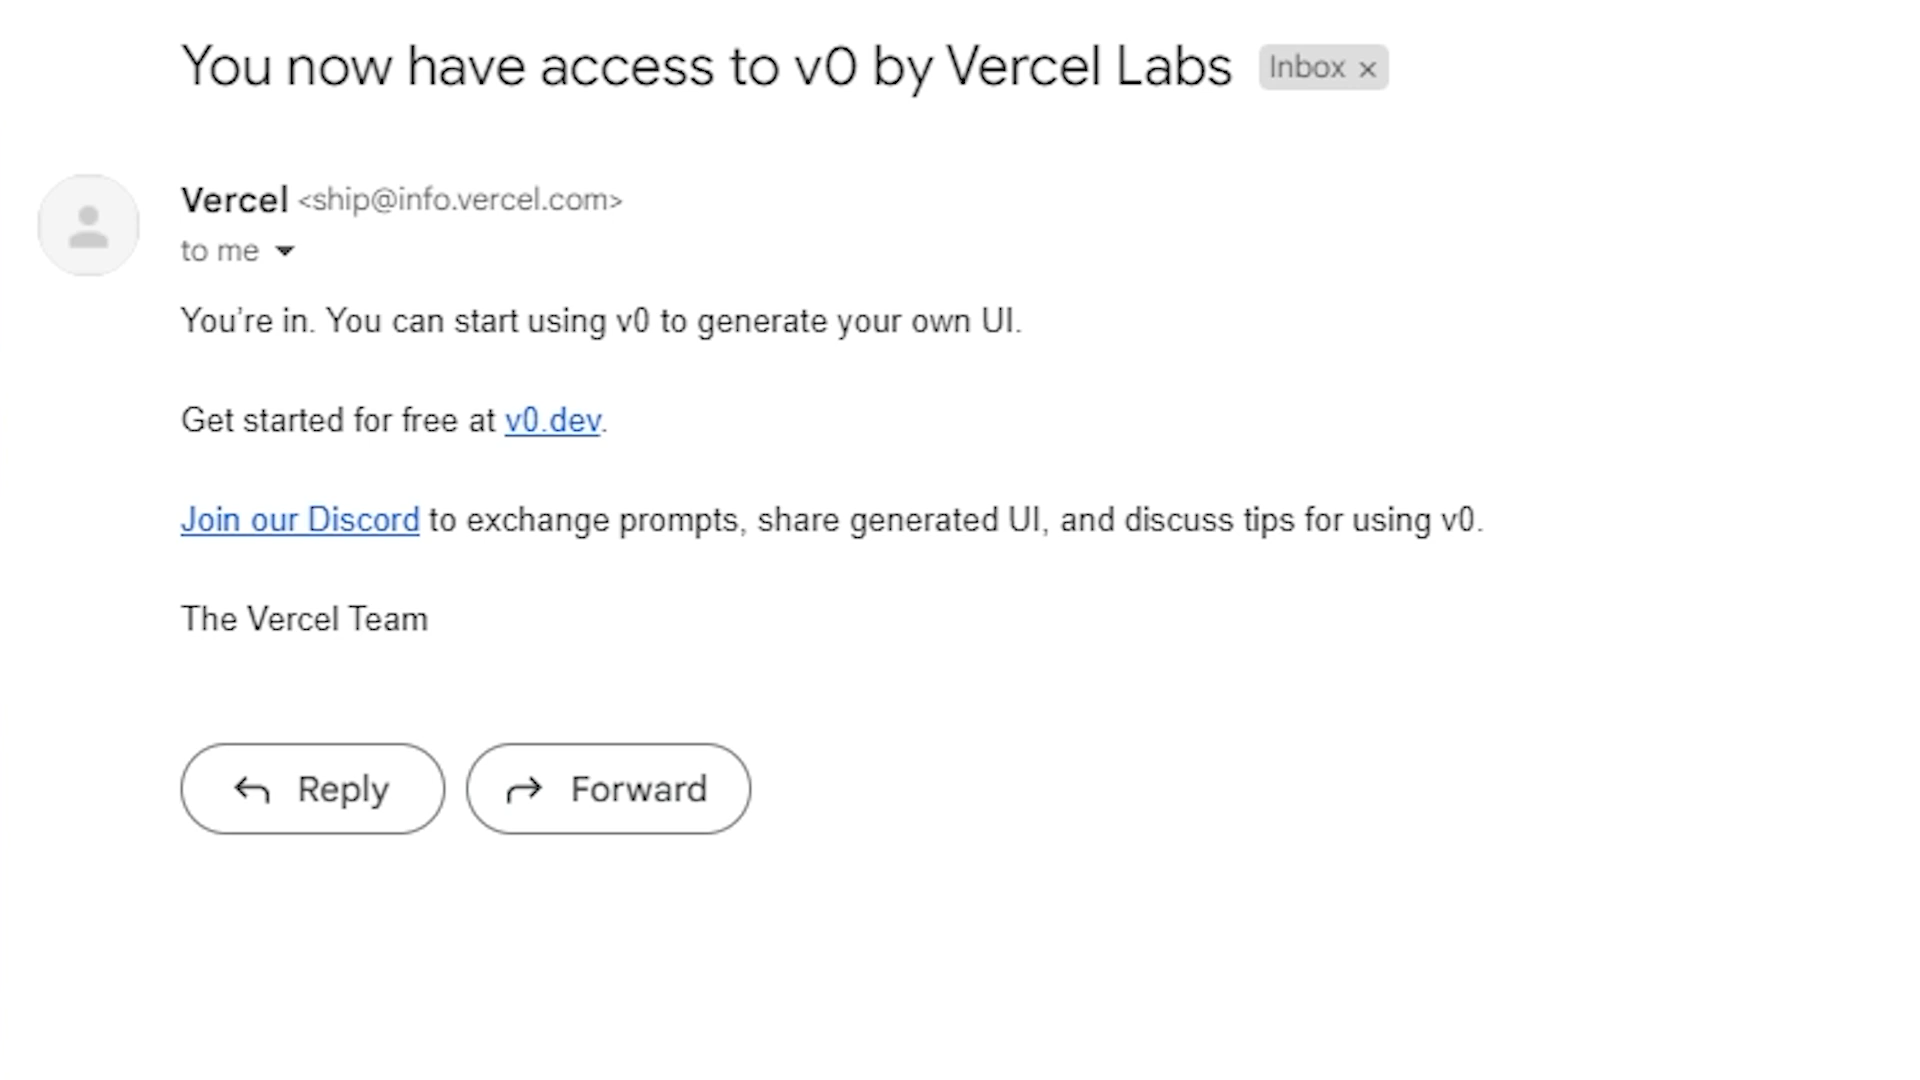 You now have access to v0 by Vercel Labs Inbox ×
Vercel <ship@info.vercel.com>
to me
You're in. You can start using v0 to generate your own UI.
Get started for free at v0.dev.
Join our Discord to exchange prompts, share generated UI, and discuss tips for using v0.
The Vercel Team
Reply Forward